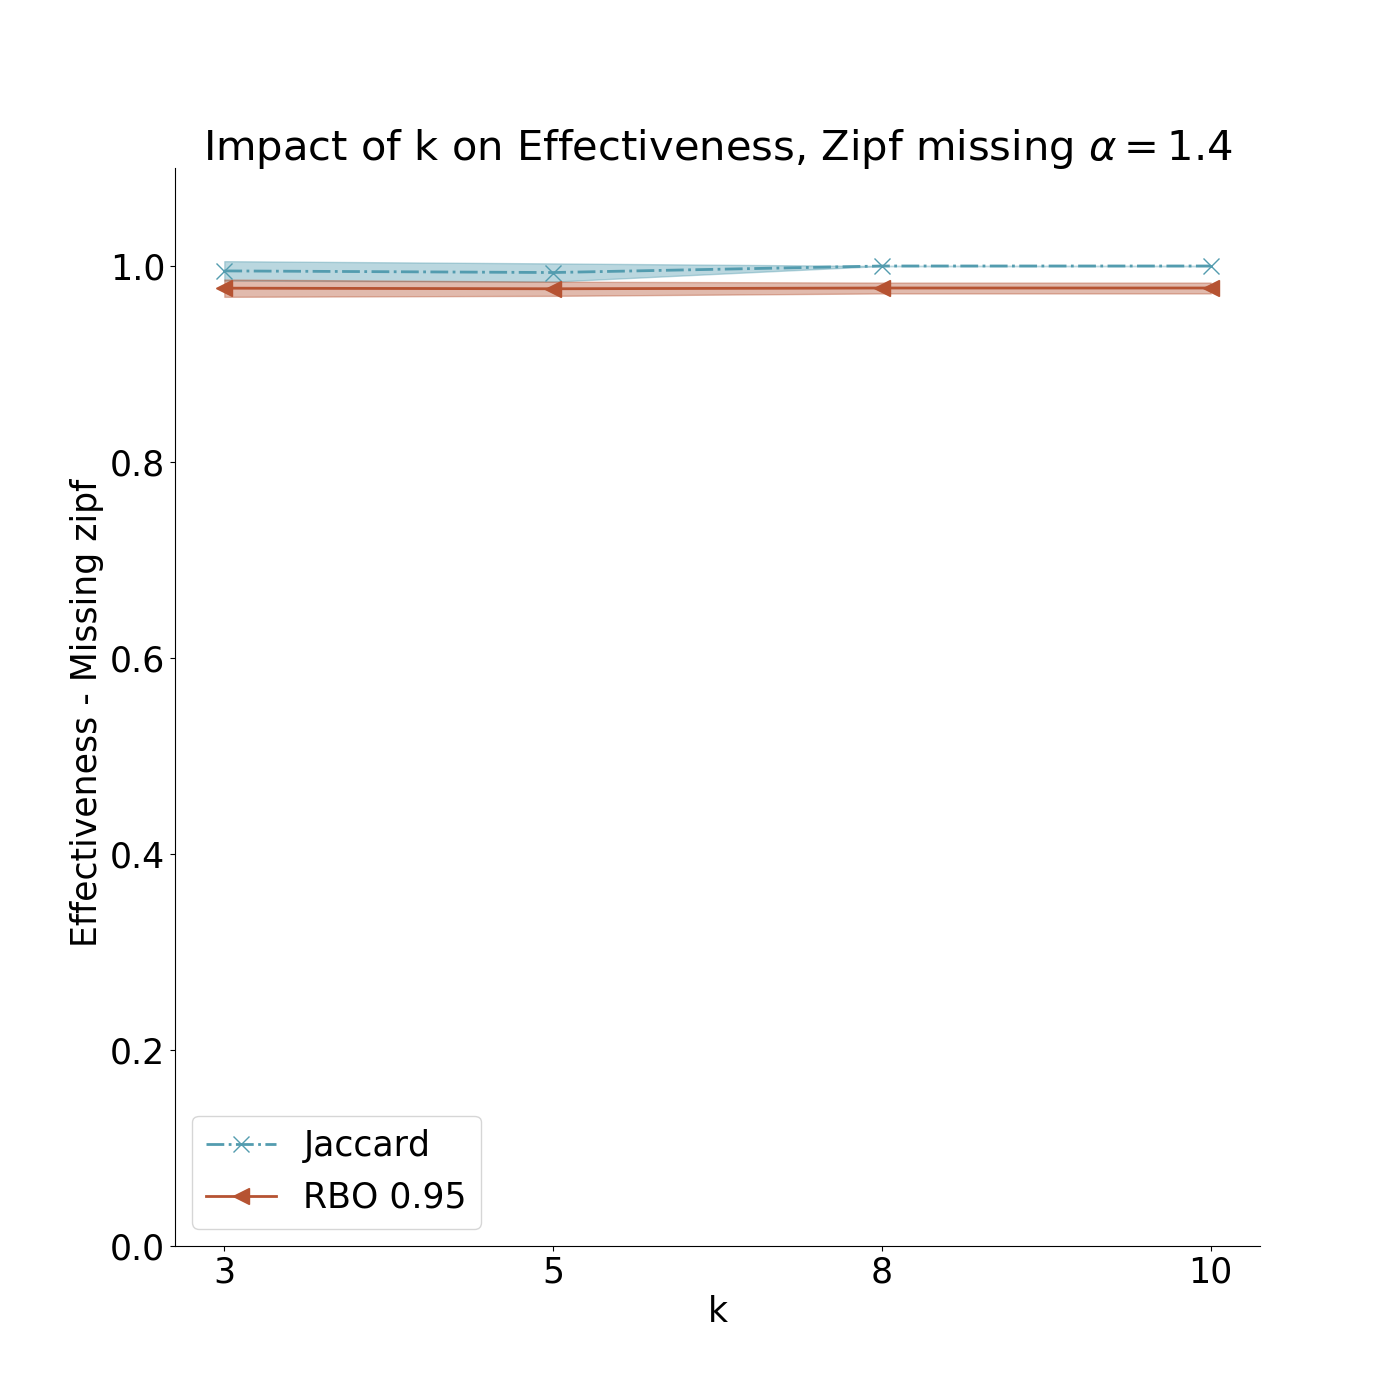 Impact of k on Effectiveness, Zipf missing α = 1.4
Effectiveness - Missing zipf
1.0
0.8
0.6
0.4
0.2
0.0
3 5 8 10
k
Jaccard
RBO 0.95